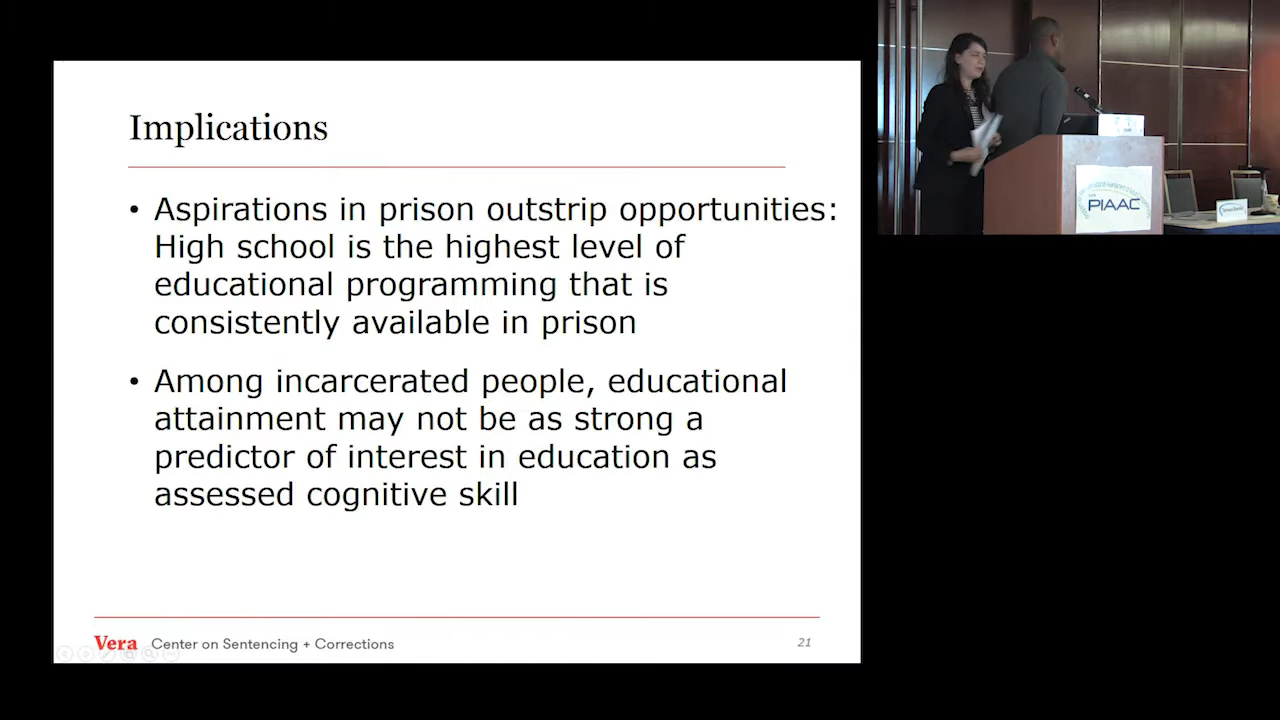 Implications
• Aspirations in prison outstrip opportunities:
High school is the highest level of
educational programming that is
consistently available in prison
• Among incarcerated people, educational
attainment may not be as strong a
predictor of interest in education as
assessed cognitive skill
Vera Center on Sentencing + Corrections
21
PIAAC